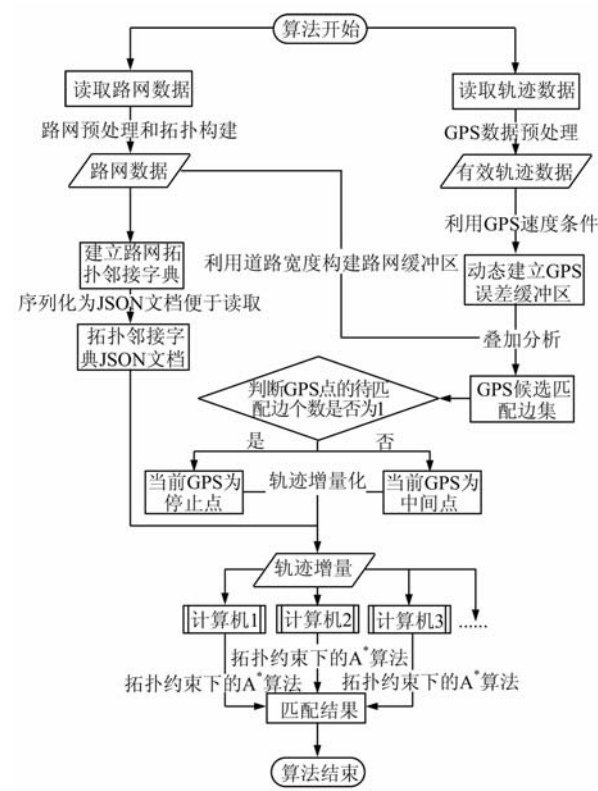 算法开始
读取路网数据
读取轨迹数据
路网预处理和拓扑构建
GPS数据预处理
路网数据
有效轨迹数据
利用GPS速度条件
建立路网拓
扑邻接字典
利用道路宽度构建路网缓冲区
动态建立GPS
误差缓冲区
序列化为JSON文档便于读取
拓扑邻接字
典JSON文档
叠加分析
判断GPS点的待匹
配边个数是否为1
GPS候选匹
配边集
是
否
当前GPS为
停止点
轨迹增量化
当前GPS为
中间点
轨迹增量
计算机1
计算机2
计算机3
......
拓扑约束下的A*算法
拓扑约束下的A*算法
拓扑约束下的A*算法
匹配结果
算法结束